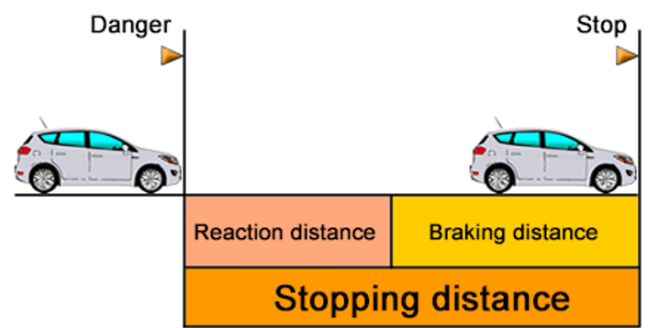 Danger
Stop
Reaction distance
Braking distance
Stopping distance